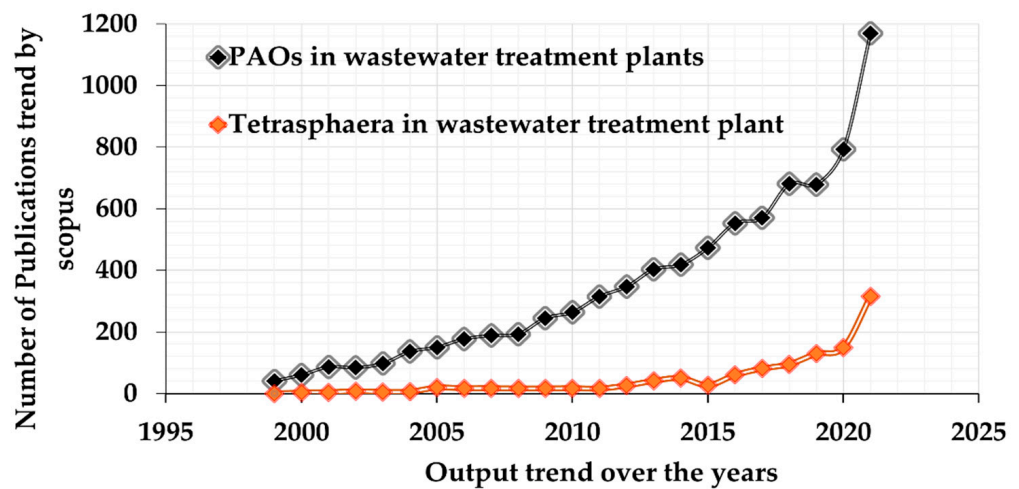 Number of Publications trend by
scopus
1200
1000
800
600
400
200
0
PAOs in wastewater treatment plants
Tetrasphaera in wastewater treatment plant
1995
2000
2005
2010
2015
2020
2025
Output trend over the years